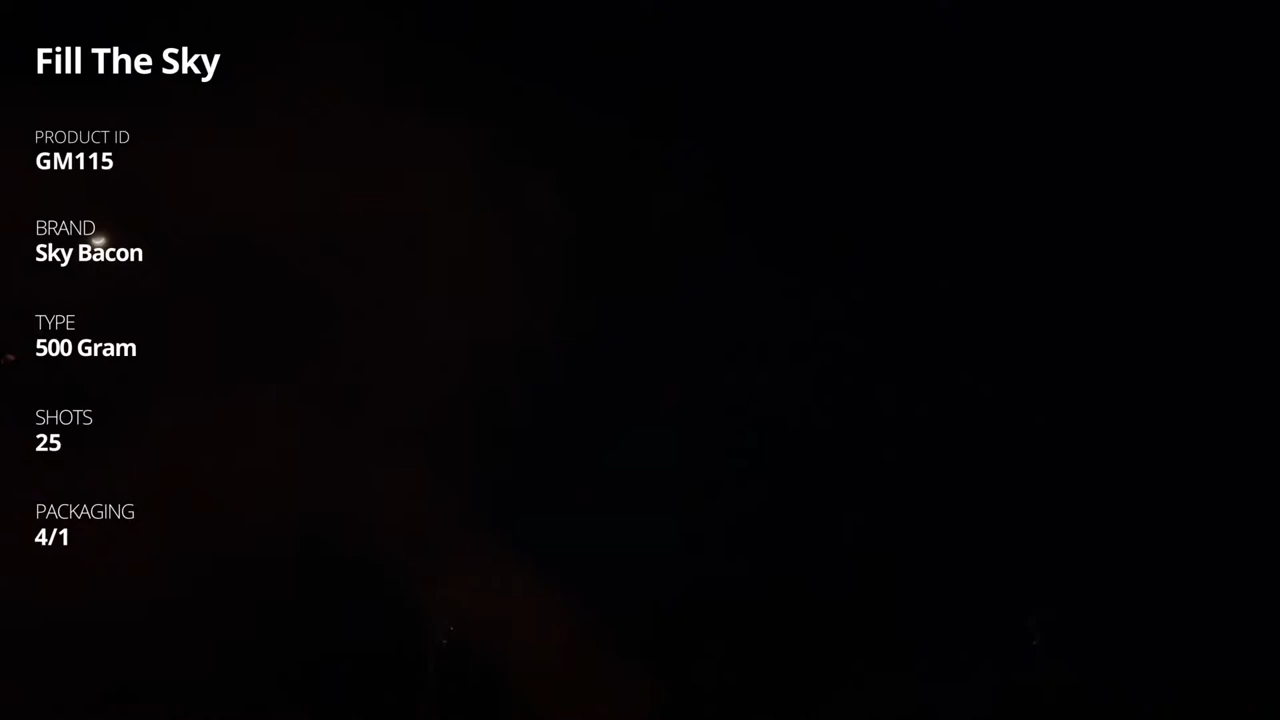 Fill The Sky
PRODUCT ID
GM115
BRAND
Sky Bacon
TYPE
500 Gram
SHOTS
25
PACKAGING
4/1